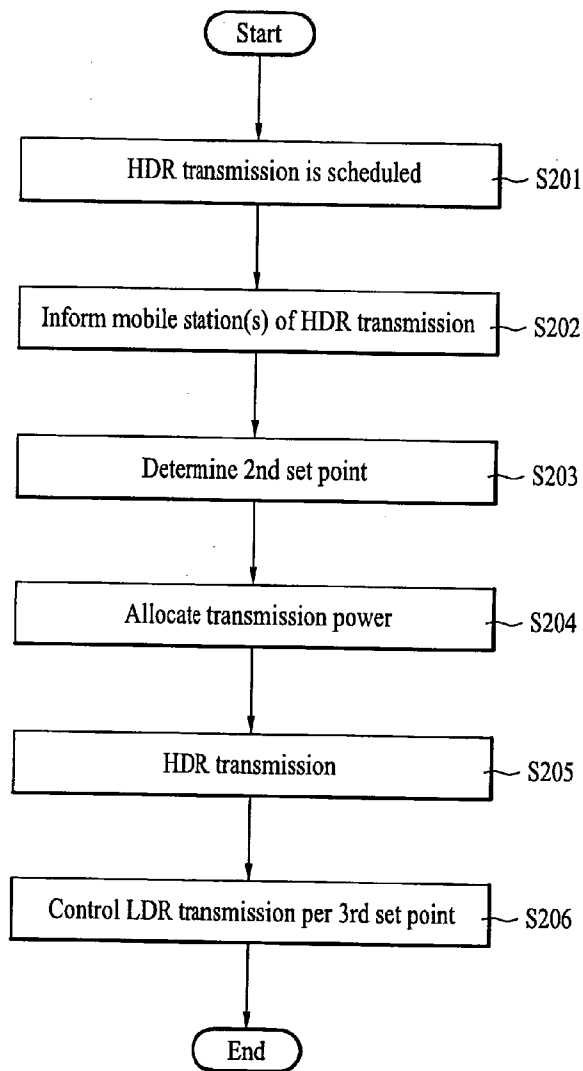 Start
HDR transmission is scheduled
S201
Inform mobile station(s) of HDR transmission
S202
Determine 2nd set point
S203
Allocate transmission power
S204
HDR transmission
S205
Control LDR transmission per 3rd set point
S206
End